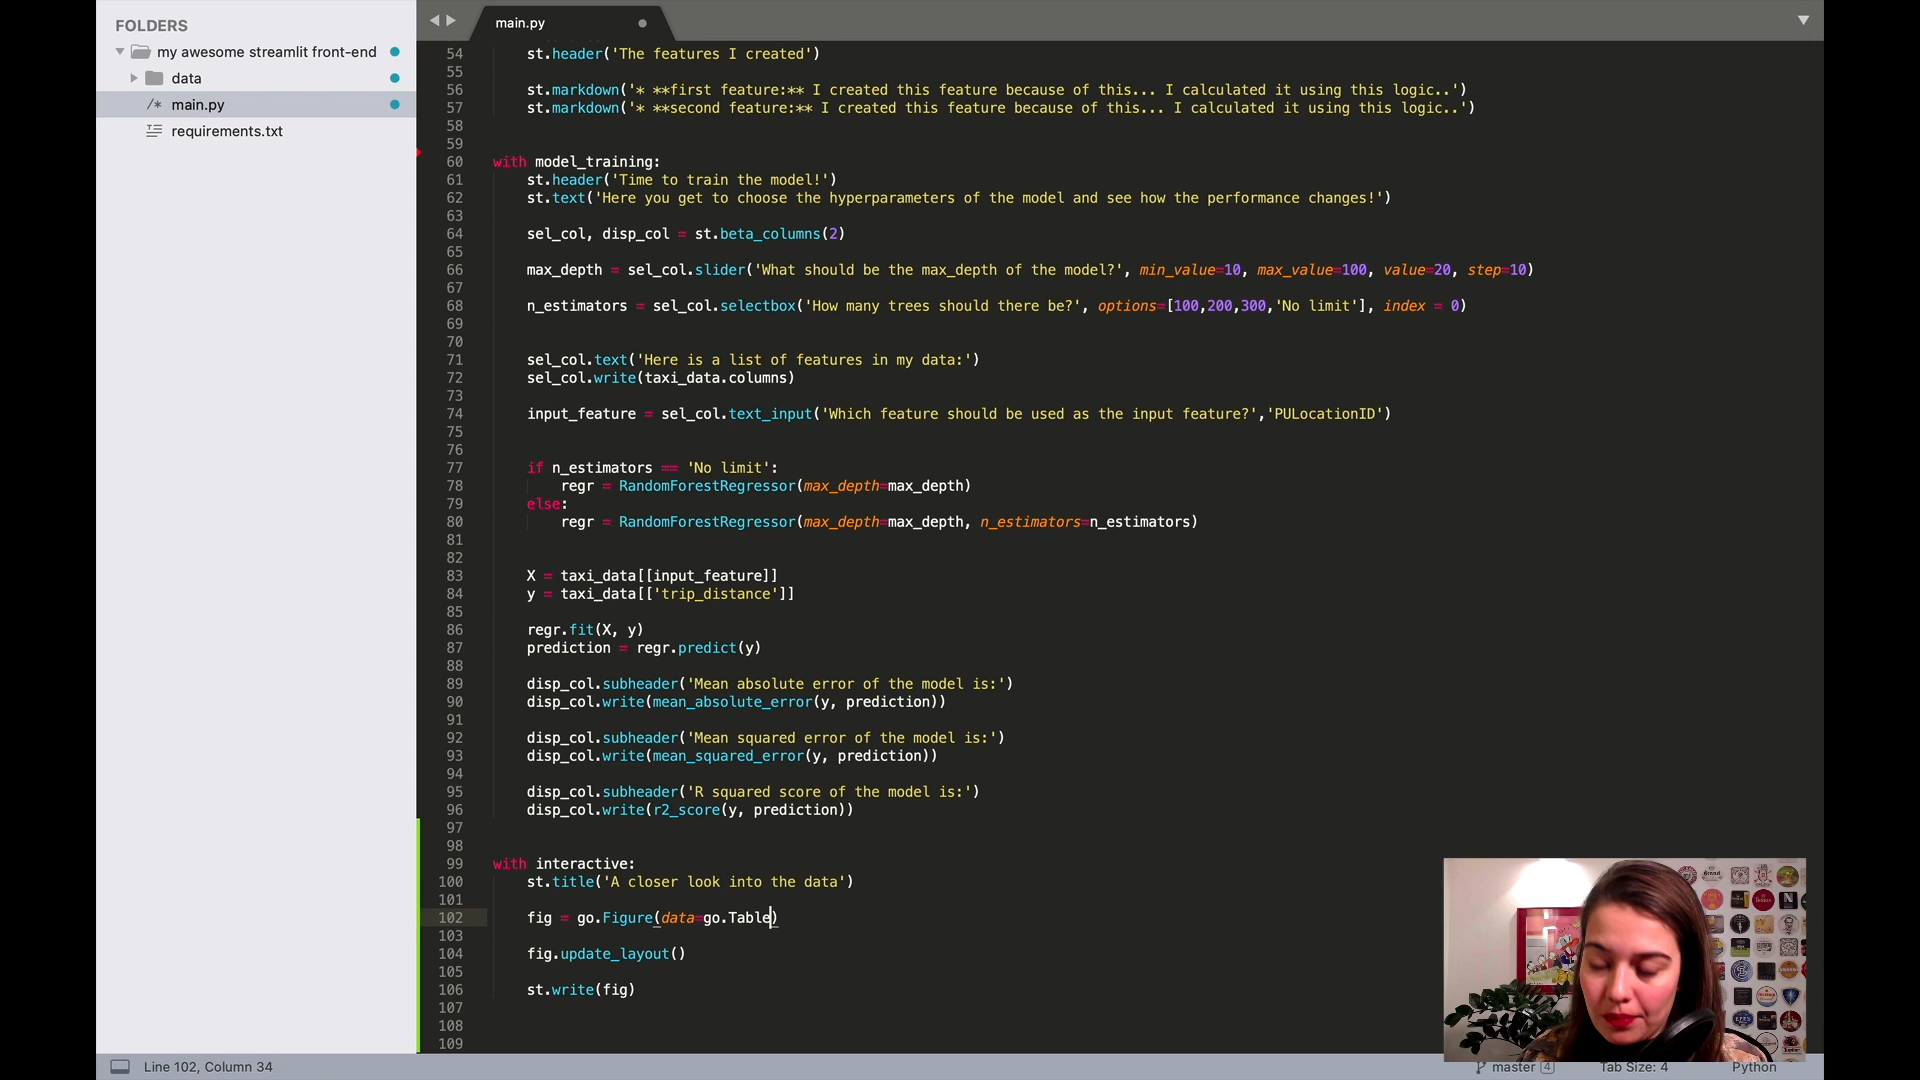 FOLDERS
my awesome streamlit front-end
data
/* main.py
requirements.txt
main.py
54 st.header('The features I created')
55
56 st.markdown('* **first feature:** I created this feature because of this... I calculated it using this logic..')
57 st.markdown('* **second feature:** I created this feature because of this... I calculated it using this logic..')
58
59
60 with model_training:
61 st.header('Time to train the model!')
62 st.text('Here you get to choose the hyperparameters of the model and see how the performance changes!')
63
64 sel_col, disp_col = st.beta_columns(2)
65
66 max_depth = sel_col.slider('What should be the max_depth of the model?', min_value=10, max_value=100, value=20, step=10)
67
68 n_estimators = sel_col.selectbox('How many trees should there be?', options=[100,200,300,'No limit'], index = 0)
69
70
71 sel_col.text('Here is a list of features in my data:')
72 sel_col.write(taxi_data.columns)
73
74 input_feature = sel_col.text_input('Which feature should be used as the input feature?','PULocationID')
75
76
77 if n_estimators == 'No limit':
78 regr = RandomForestRegressor(max_depth=max_depth)
79 else:
80 regr = RandomForestRegressor(max_depth=max_depth, n_estimators=n_estimators)
81
82
83 X = taxi_data[[input_feature]]
84 y = taxi_data[['trip_distance']]
85
86 regr.fit(X, y)
87 prediction = regr.predict(y)
88
89 disp_col.subheader('Mean absolute error of the model is:')
90 disp_col.write(mean_absolute_error(y, prediction))
91
92 disp_col.subheader('Mean squared error of the model is:')
93 disp_col.write(mean_squared_error(y, prediction))
94
95 disp_col.subheader('R squared score of the model is:')
96 disp_col.write(r2_score(y, prediction))
97
98
99 with interactive:
100 st.title('A closer look into the data')
101
102 fig = go.Figure(data=go.Table)
103
104 fig.update_layout()
105
106 st.write(fig)
107
108
109
Line 102, Column 34
master 4
Tab Size: 4
Python